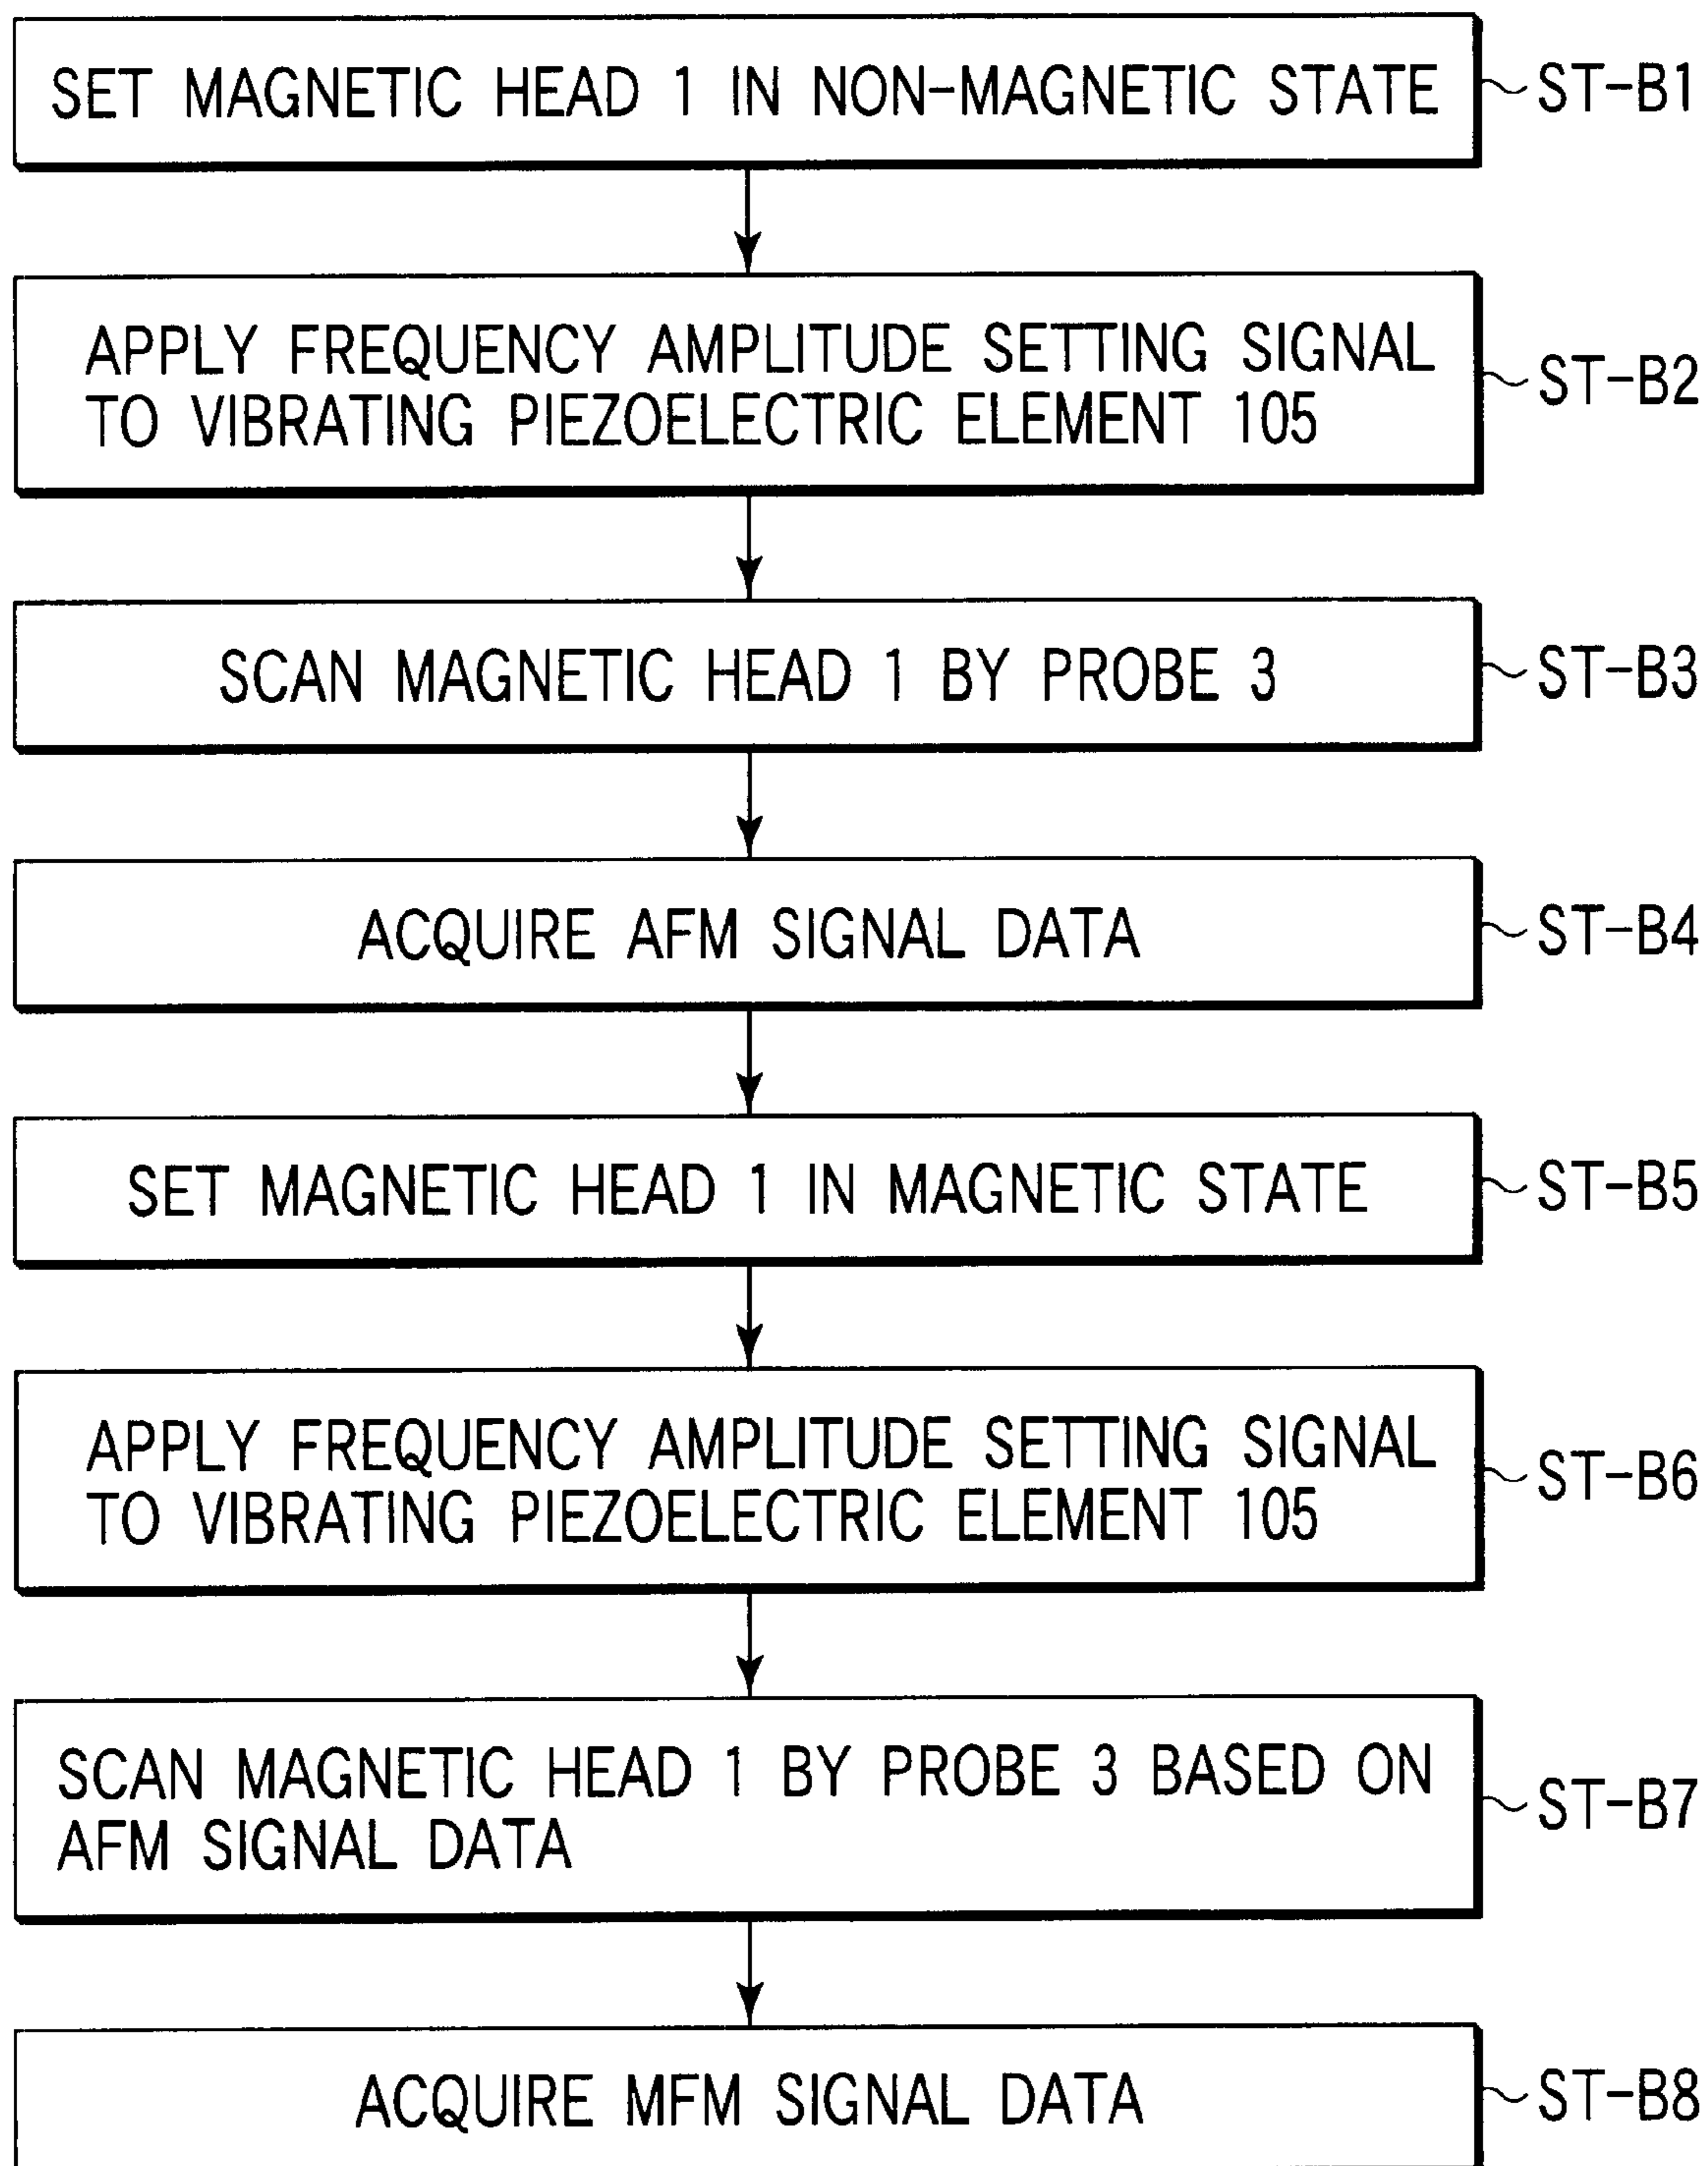 SET MAGNETIC HEAD 1 IN NON-MAGNETIC STATE
ST-B1
APPLY FREQUENCY AMPLITUDE SETTING SIGNAL
TO VIBRATING PIEZOELECTRIC ELEMENT 105
ST-B2
SCAN MAGNETIC HEAD 1 BY PROBE 3
ST-B3
ACQUIRE AFM SIGNAL DATA
ST-B4
SET MAGNETIC HEAD 1 IN MAGNETIC STATE
ST-B5
APPLY FREQUENCY AMPLITUDE SETTING SIGNAL
TO VIBRATING PIEZOELECTRIC ELEMENT 105
ST-B6
SCAN MAGNETIC HEAD 1 BY PROBE 3 BASED ON
AFM SIGNAL DATA
ST-B7
ACQUIRE MFM SIGNAL DATA
ST-B8